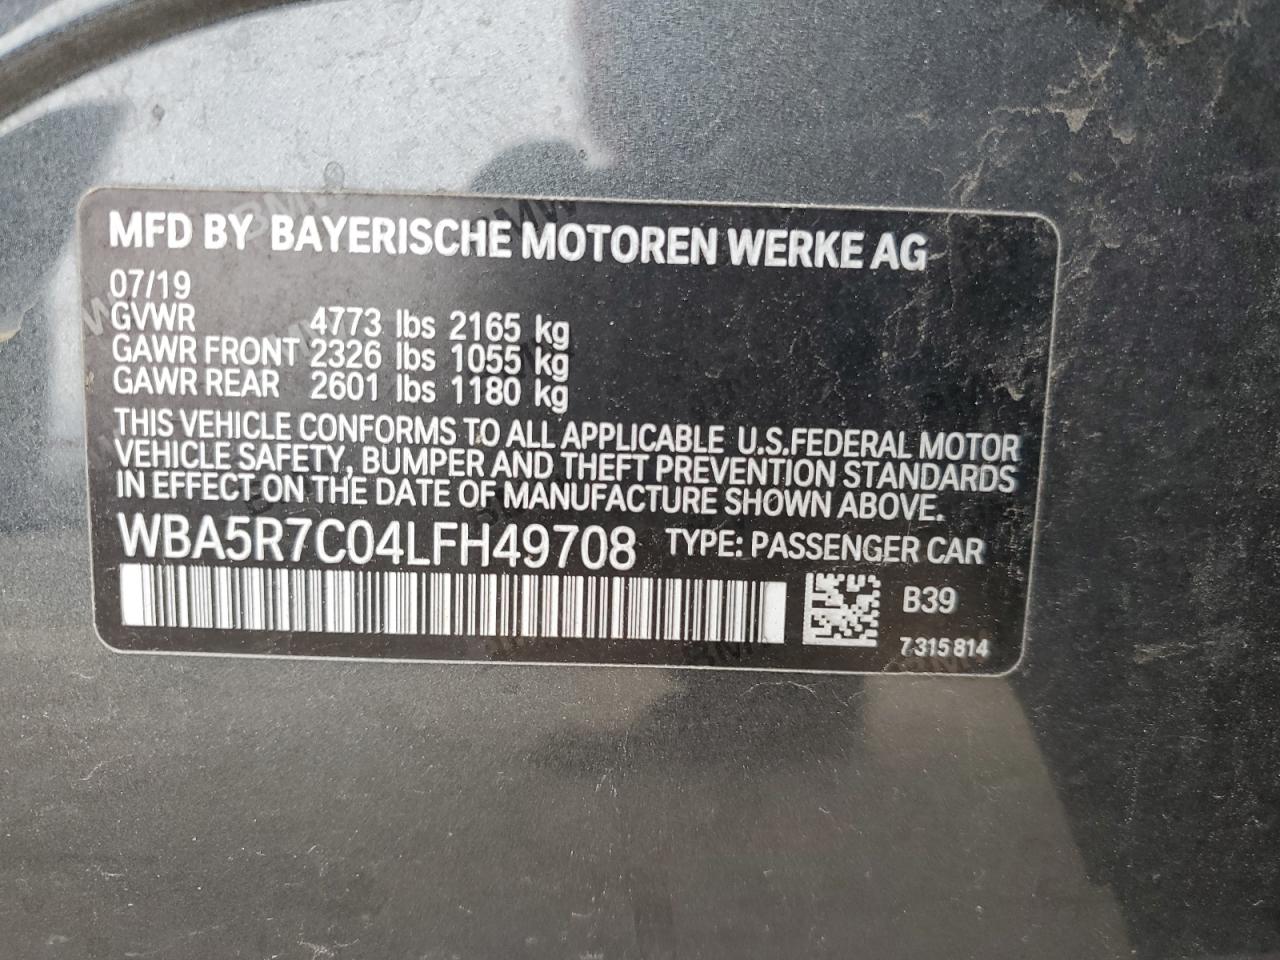 MFD BY BAYERISCHE MOTOREN WERKE AG
07/19
GVWR 4773 lbs 2165 kg
GAWR FRONT 2326 lbs 1055 kg
GAWR REAR 2601 lbs 1180 kg
THIS VEHICLE CONFORMS TO ALL APPLICABLE U.S.FEDERAL MOTOR
VEHICLE SAFETY, BUMPER AND THEFT PREVENTION STANDARDS
IN EFFECT ON THE DATE OF MANUFACTURE SHOWN ABOVE.
WBA5R7C04LFH49708 TYPE: PASSENGER CAR
B39
7 315 814